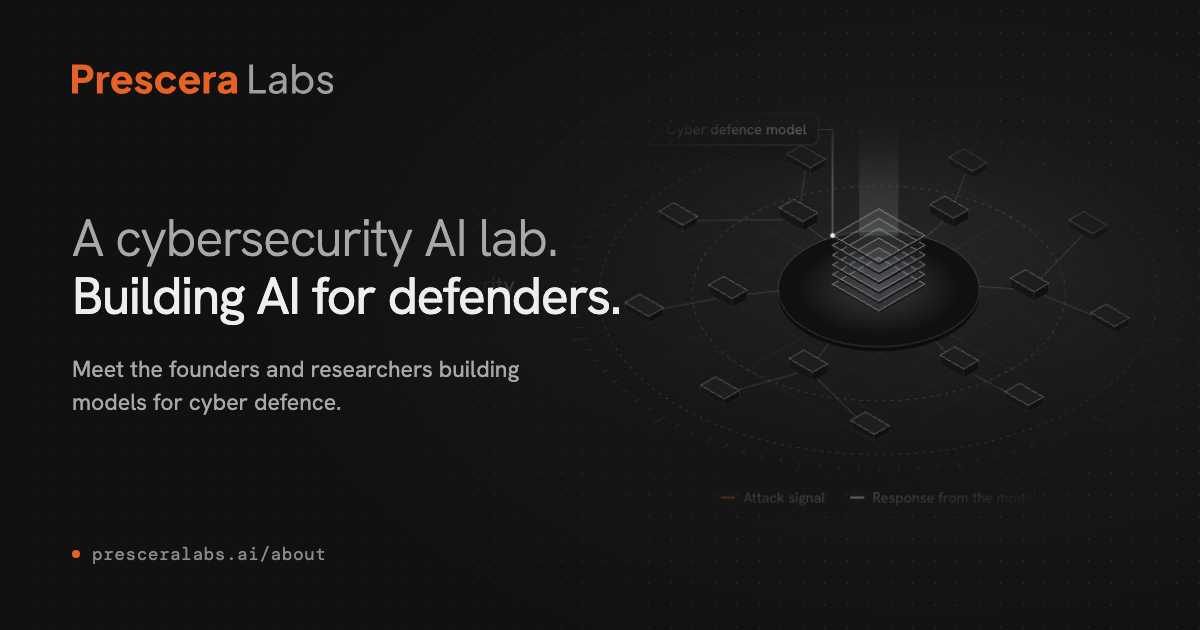 Prescera Labs
Cyber defence model
A cybersecurity AI lab.
Building AI for defenders.
Meet the founders and researchers building
models for cyber defence.
Attack signal
Response from the model
presceralabs.ai/about